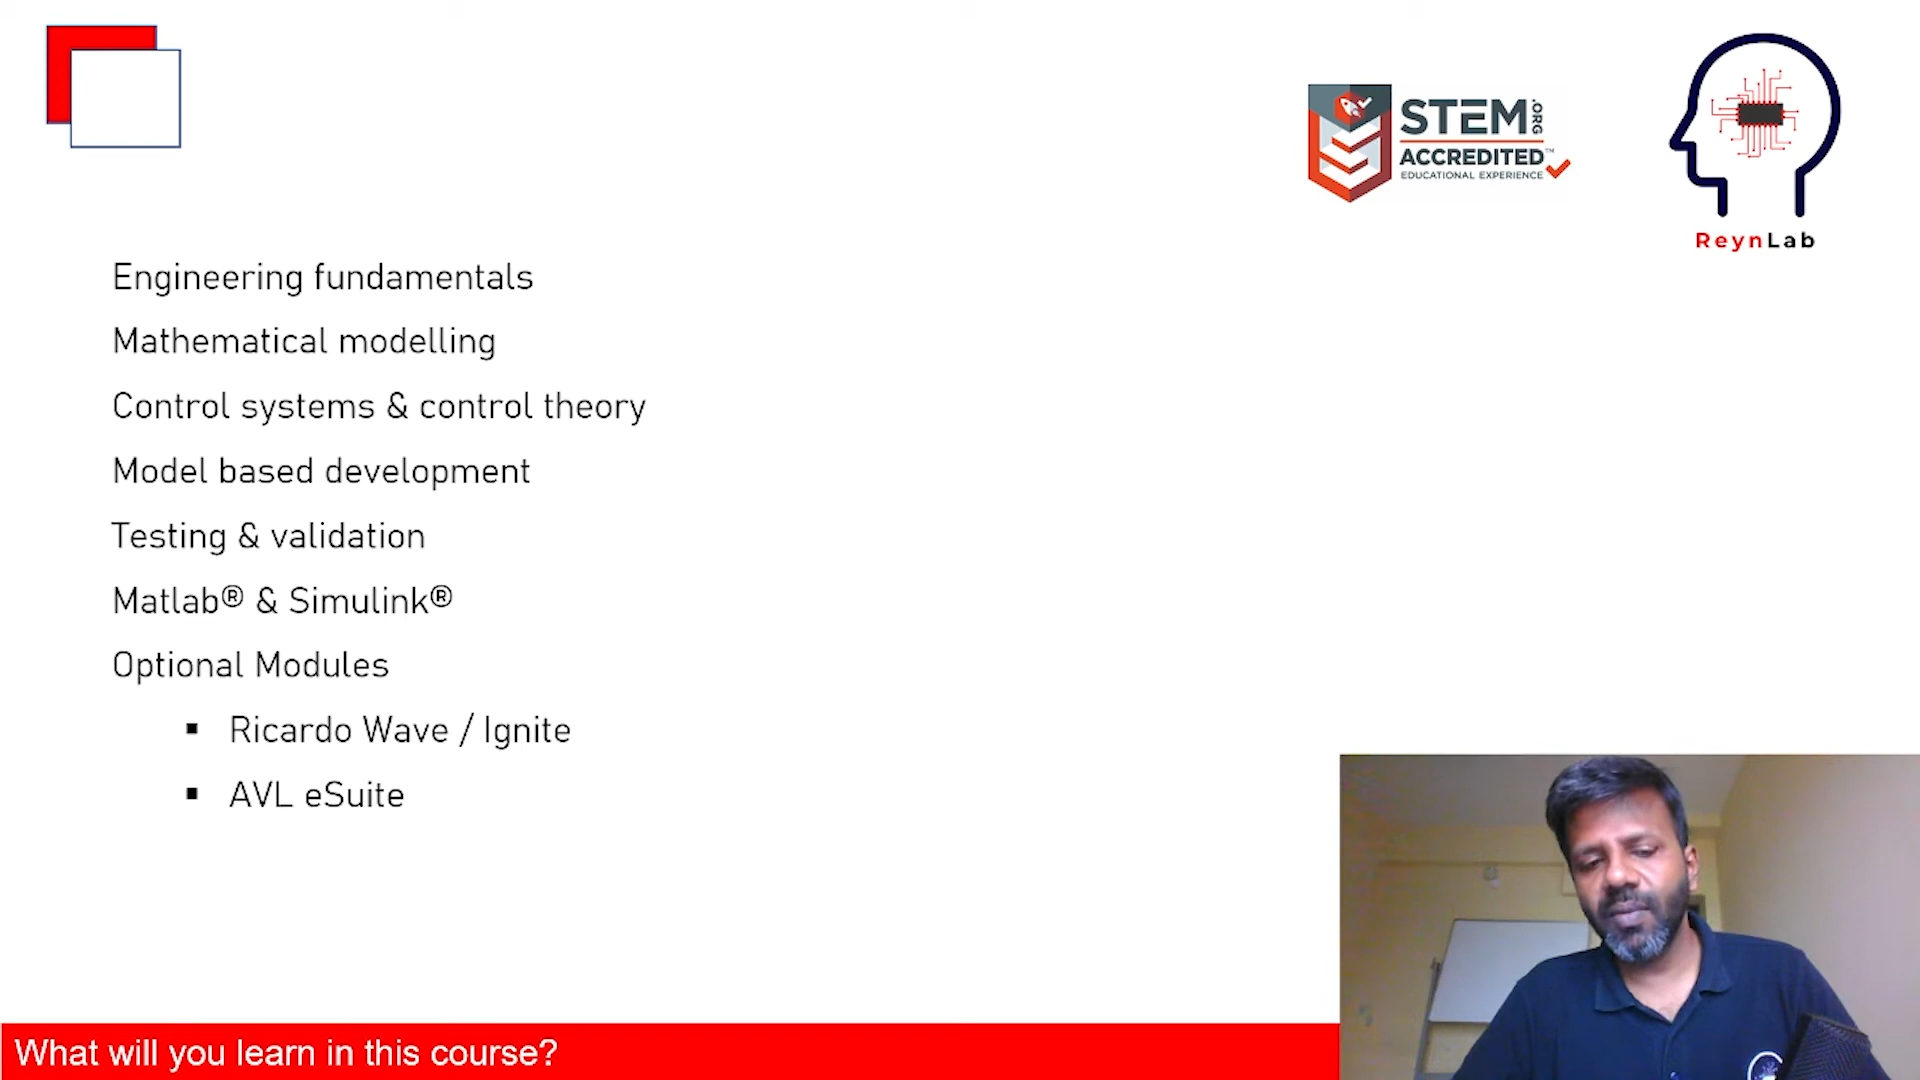 STEM.ORG
ACCREDITED™
EDUCATIONAL EXPERIENCE
ReynLab
Engineering fundamentals
Mathematical modelling
Control systems & control theory
Model based development
Testing & validation
Matlab® & Simulink®
Optional Modules
▪ Ricardo Wave / Ignite
▪ AVL eSuite
What will you learn in this course?